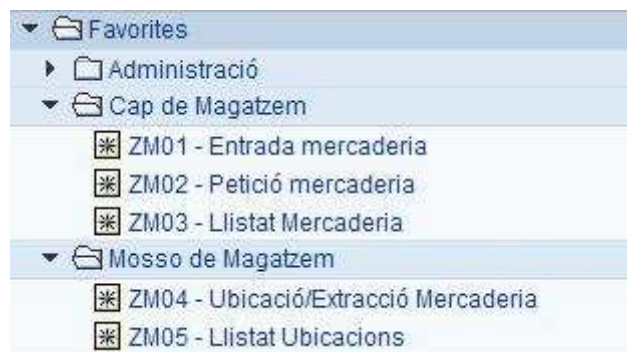 Favorites
Administració
Cap de Magatzem
ZM01 - Entrada mercaderia
ZM02 - Petició mercaderia
ZM03 - Llistat Mercaderia
Mosso de Magatzem
ZM04 - Ubicació/Extracció Mercaderia
ZM05 - Llistat Ubicacions